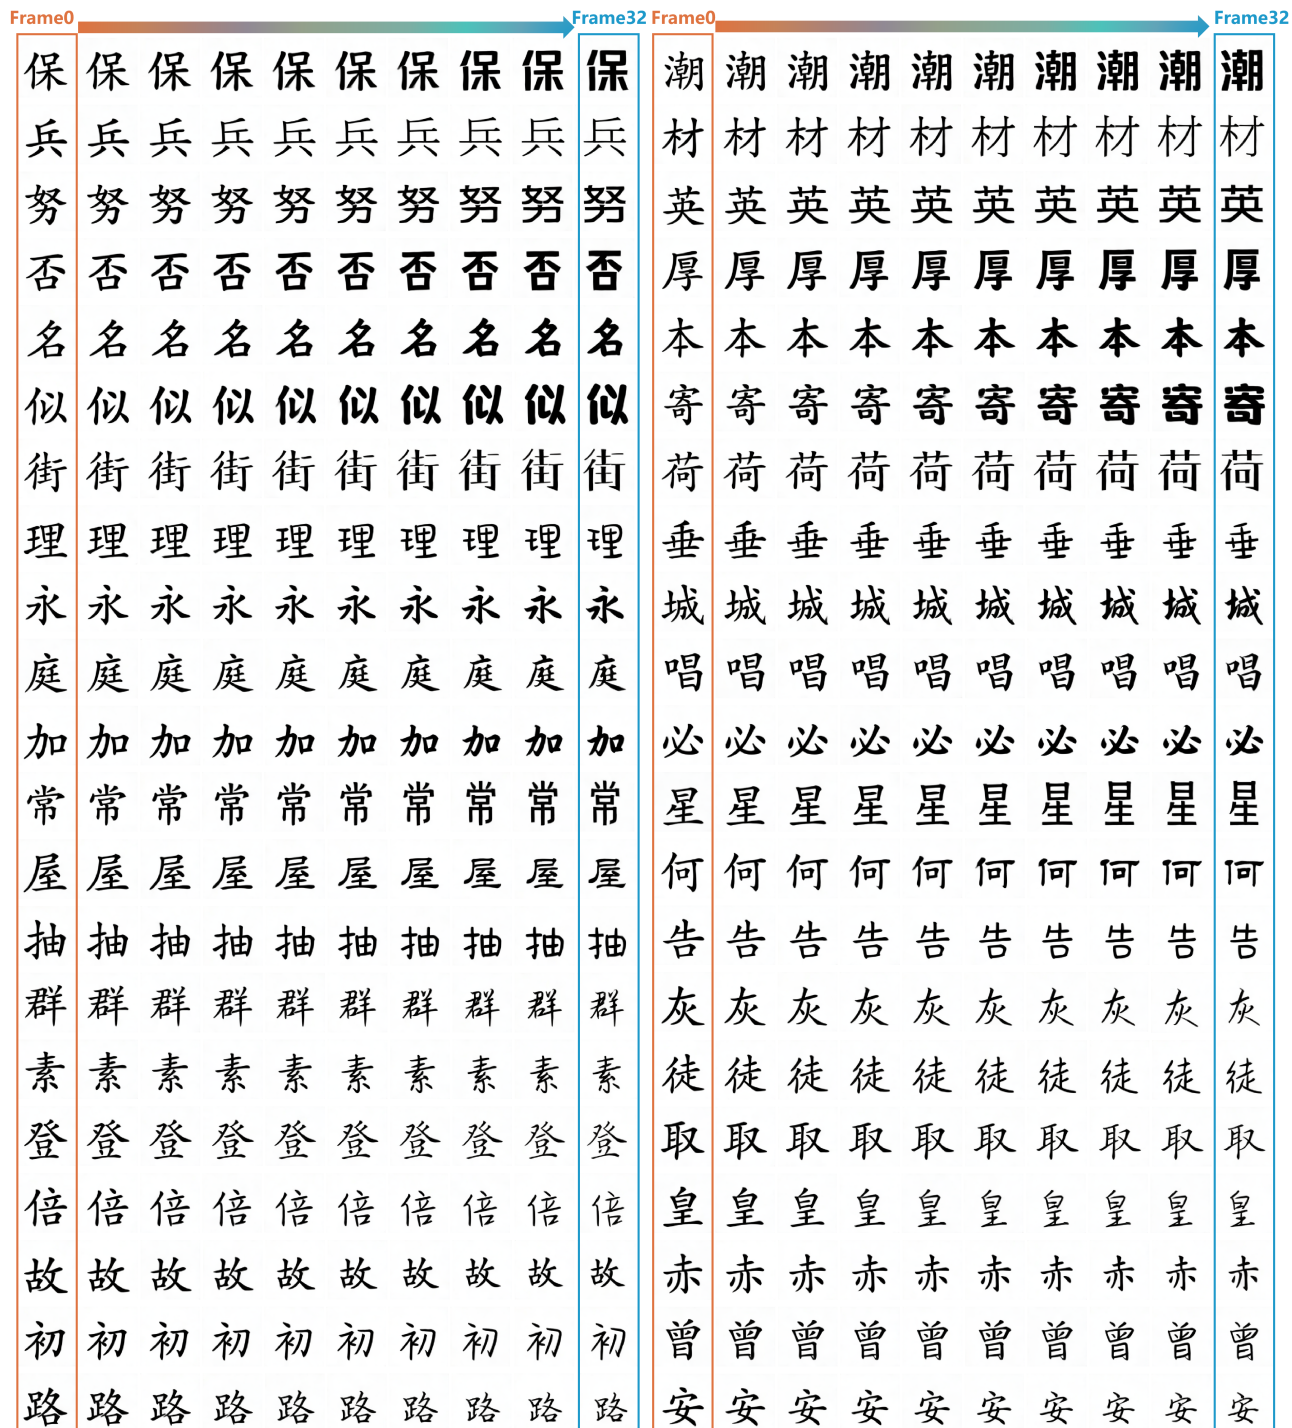 Frame0 Frame32 Frame0 Frame32
保保保保保保保保保保 潮潮潮潮潮潮潮潮潮潮
兵兵兵兵兵兵兵兵兵兵 材材材材材材材材材材
努努努努努努努努努努 英英英英英英英英英英
否否否否否否否否否否 厚厚厚厚厚厚厚厚厚厚
名名名名名名名名名名 本本本本本本本本本本
似似似似似似似似似似 寄寄寄寄寄寄寄寄寄寄
街街街街街街街街街街 荷荷荷荷荷荷荷荷荷荷
理理理理理理理理理理 垂垂垂垂垂垂垂垂垂垂
永永永永永永永永永永 城城城城城城城城城城
庭庭庭庭庭庭庭庭庭庭 唱唱唱唱唱唱唱唱唱唱
加加加加加加加加加加 必必必必必必必必必必
常常常常常常常常常常 星星星星星星星星星星
屋屋屋屋屋屋屋屋屋屋 何何何何何何何何何何
抽抽抽抽抽抽抽抽抽抽 告告告告告告告告告告
群群群群群群群群群群 灰灰灰灰灰灰灰灰灰灰
素素素素素素素素素素 徒徒徒徒徒徒徒徒徒徒
登登登登登登登登登登 取取取取取取取取取取
倍倍倍倍倍倍倍倍倍倍 皇皇皇皇皇皇皇皇皇皇
故故故故故故故故故故 赤赤赤赤赤赤赤赤赤赤
初初初初初初初初初初 曾曾曾曾曾曾曾曾曾曾
路路路路路路路路路路 安安安安安安安安安安